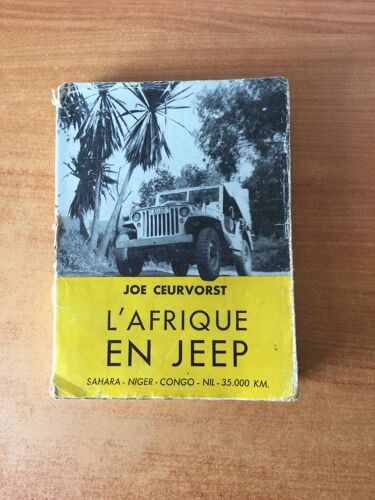 JOE CEURVORST
L'AFRIQUE
EN JEEP
SAHARA - NIGER - CONGO - NIL - 35.000 KM.